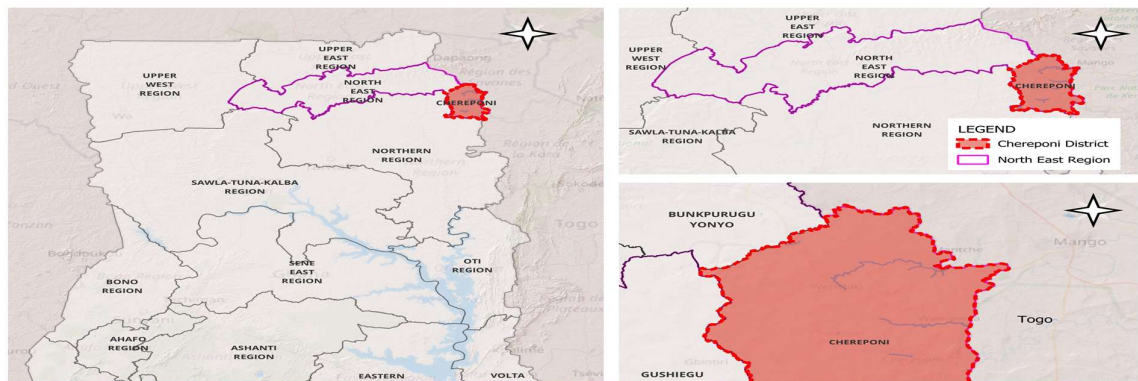 UPPER
EAST
REGION
Dapaong
UPPER
WEST
REGION
NORTH
EAST
REGION
CHEREPONI
NORTHERN
REGION
SAWLA-TUNA-KALBA
REGION
Togo
SENE
EAST
REGION
OTI
REGION
BONO
REGION
AHAFO
REGION
ASHANTI
REGION
EASTERN
VOLTA
UPPER
EAST
REGION
UPPER
WEST
REGION
NORTH
EAST
REGION
Mango
CHEREPONI
NORTHERN
REGION
SAWLA-TUNA-KALBA
REGION
LEGEND
Chereponi District
North East Region
BUNKPURUGU
YONYO
Mango
Togo
CHEREPONI
GUSHIEGU